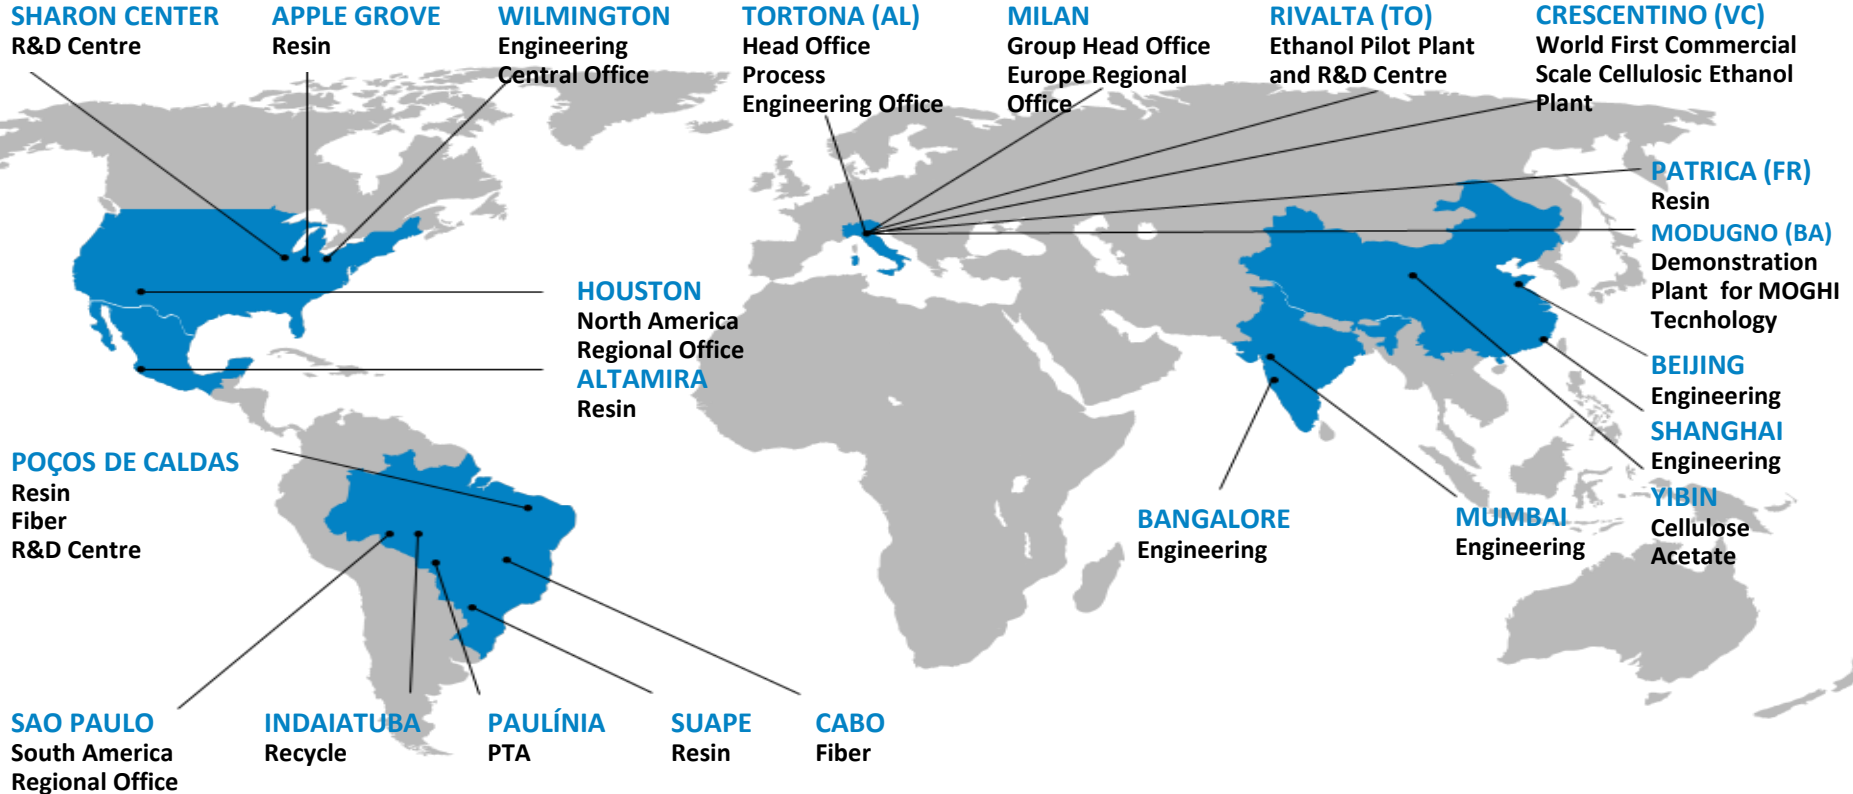 SHARON CENTER
R&D Centre
APPLE GROVE
Resin
WILMINGTON
Engineering
Central Office
TORTONA (AL)
Head Office
Process
Engineering Office
MILAN
Group Head Office
Europe Regional
Office
RIVALTA (TO)
Ethanol Pilot Plant
and R&D Centre
CRESCENTINO (VC)
World First Commercial
Scale Cellulosic Ethanol
Plant
PATRICA (FR)
Resin
MODUGNO (BA)
Demonstration
Plant for MOGHI
Tecnhology
HOUSTON
North America
Regional Office
ALTAMIRA
Resin
BEIJING
Engineering
SHANGHAI
Engineering
YIBIN
Cellulose
Acetate
POÇOS DE CALDAS
Resin
Fiber
R&D Centre
BANGALORE
Engineering
MUMBAI
Engineering
SAO PAULO
South America
Regional Office
INDAIATUBA
Recycle
PAULÍNIA
PTA
SUAPE
Resin
CABO
Fiber